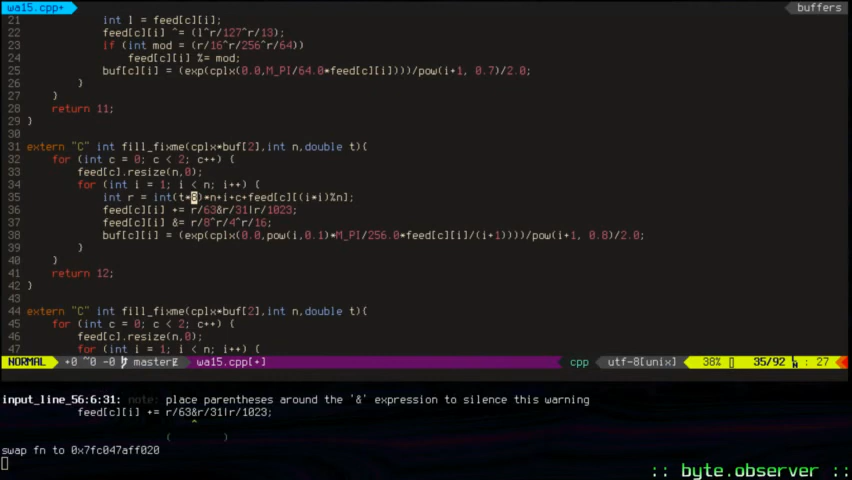 wa15.cpp+ buffers
21 int l = feed[c][i];
22 feed[c][i] ^= (l^r/127^r/13);
23 if (int mod = (r/16^r/256^r/64))
24 feed[c][i] %= mod;
25 buf[c][i] = (exp(cplx(0.0,M_PI/64.0*feed[c][i])))/pow(i+1, 0.7)/2.0;
26 }
27 }
28 return 11;
29 }
30
31 extern "C" int fill_fixme(cplx*buf[2],int n,double t){
32 for (int c = 0; c < 2; c++) {
33 feed[c].resize(n,0);
34 for (int i = 1; i < n; i++) {
35 int r = int(t*8)*n+i+c+feed[c][(i*i)%n];
36 feed[c][i] += r/63&r/31|r/1023;
37 feed[c][i] &= r/8^r/4^r/16;
38 buf[c][i] = (exp(cplx(0.0,pow(i,0.1)*M_PI/256.0*feed[c][i]/(i+1))))/pow(i+1, 0.8)/2.0;
39 }
40 }
41 return 12;
42 }
43
44 extern "C" int fill_fixme(cplx*buf[2],int n,double t){
45 for (int c = 0; c < 2; c++) {
46 feed[c].resize(n,0);
47 for (int i = 1; i < n; i++) {
NORMAL +0 ~0 -0 master wa15.cpp[+] cpp utf-8[unix] 38% 35/92 : 27
input_line_56:6:31: note: place parentheses around the '&' expression to silence this warning
feed[c][i] += r/63&r/31|r/1023;
^
( )
swap fn to 0x7fc047aff020
:: byte.observer ::